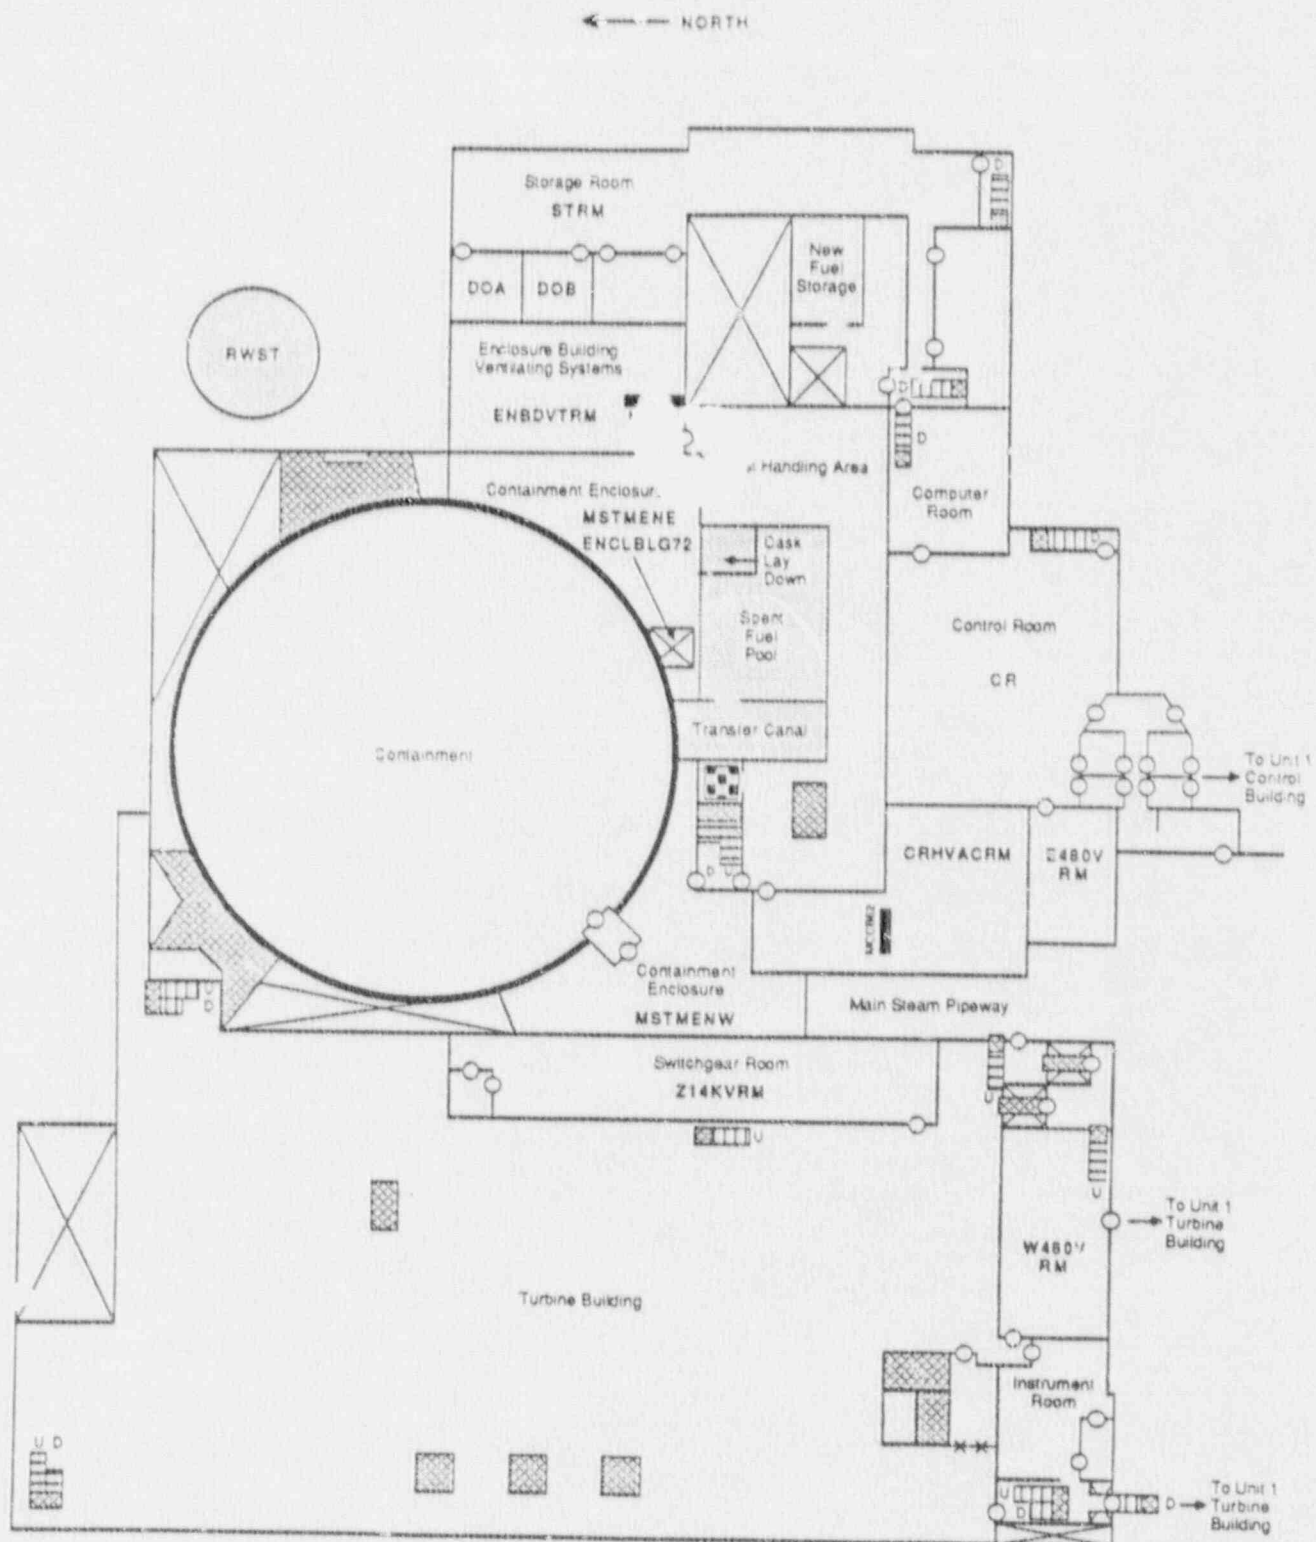 NORTH
Storage Room
STRM
D
DOA
DOB
New
Fuel
Storage
RWST
Enclosure Building
Ventilating Systems
ENBDVTRM
D
D
Handling Area
Computer
Room
Containment Enclosur
MSTMENE
ENCLBLG72
Cask
Lay
Down
D
Spent
Fuel
Pool
Control Room
CR
Transfer Canal
Containment
To Unit 1
Control
Building
CRHVACRM
480V
RM
D
U
Containment
Enclosure
MSTMENW
Main Steam Pipeway
U
D
Switchgear Room
Z14KVRM
U
U
U
To Unit 1
Turbine
Building
W480V
RM
Turbine Building
Instrument
Room
U D
U
D
D
To Unit 1
Turbine
Building